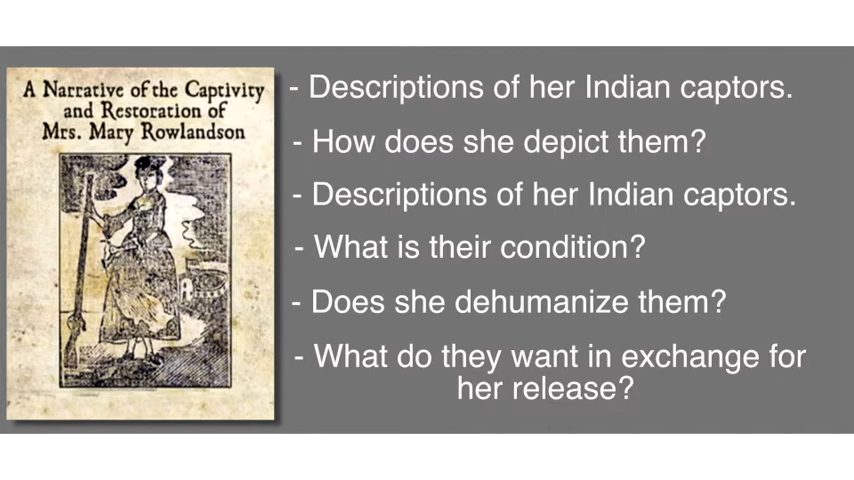 A Narrative of the Captivity
and Restoration of
Mrs. Mary Rowlandson
- Descriptions of her Indian captors.
- How does she depict them?
- Descriptions of her Indian captors.
- What is their condition?
- Does she dehumanize them?
- What do they want in exchange for
her release?